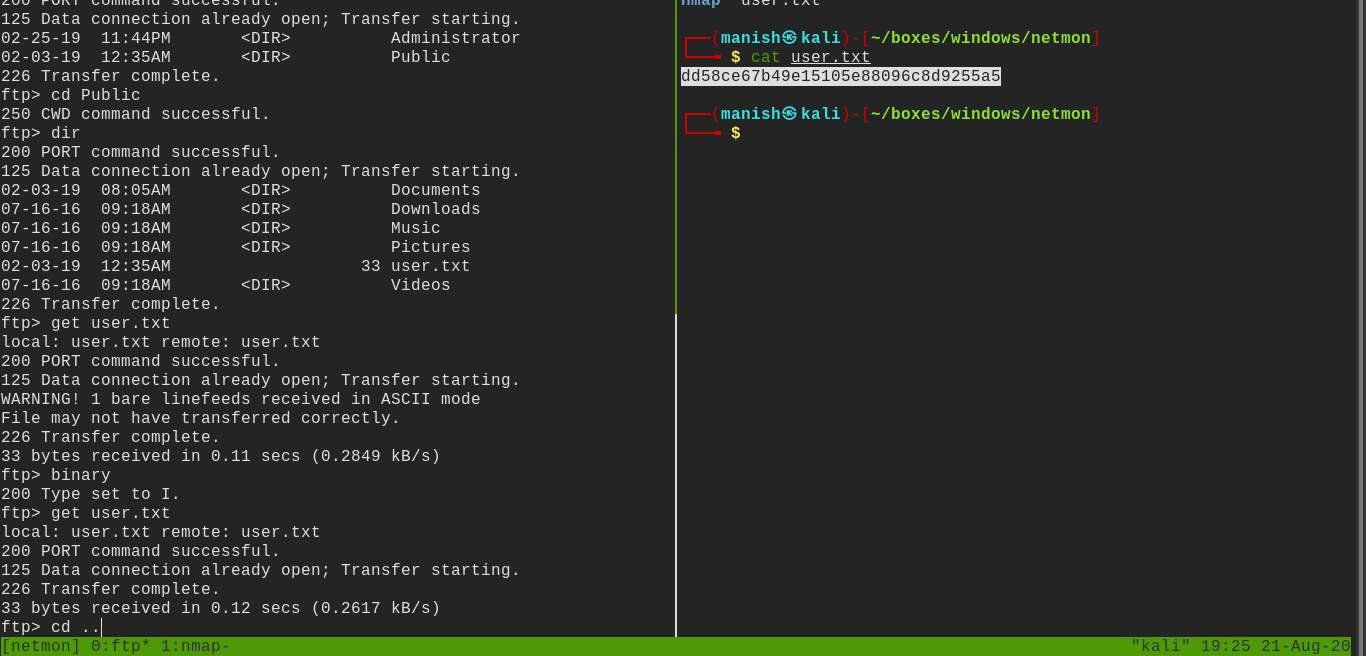 200 PORT command successful.
125 Data connection already open; Transfer starting.
02-25-19  11:44PM       <DIR>          Administrator
02-03-19  12:35AM       <DIR>          Public
226 Transfer complete.
ftp> cd Public
250 CWD command successful.
ftp> dir
200 PORT command successful.
125 Data connection already open; Transfer starting.
02-03-19  08:05AM       <DIR>          Documents
07-16-16  09:18AM       <DIR>          Downloads
07-16-16  09:18AM       <DIR>          Music
07-16-16  09:18AM       <DIR>          Pictures
02-03-19  12:35AM                   33 user.txt
07-16-16  09:18AM       <DIR>          Videos
226 Transfer complete.
ftp> get user.txt
local: user.txt remote: user.txt
200 PORT command successful.
125 Data connection already open; Transfer starting.
WARNING! 1 bare linefeeds received in ASCII mode
File may not have transferred correctly.
226 Transfer complete.
33 bytes received in 0.11 secs (0.2849 kB/s)
ftp> binary
200 Type set to I.
ftp> get user.txt
local: user.txt remote: user.txt
200 PORT command successful.
125 Data connection already open; Transfer starting.
226 Transfer complete.
33 bytes received in 0.12 secs (0.2617 kB/s)
ftp> cd ..
nmap  user.txt
┌──(manish㉿kali)-[~/boxes/windows/netmon]
└──╼ $ cat user.txt
dd58ce67b49e15105e88096c8d9255a5
┌──(manish㉿kali)-[~/boxes/windows/netmon]
└──╼ $
[netmon] 0:ftp* 1:nmap-
"kali" 19:25 21-Aug-20